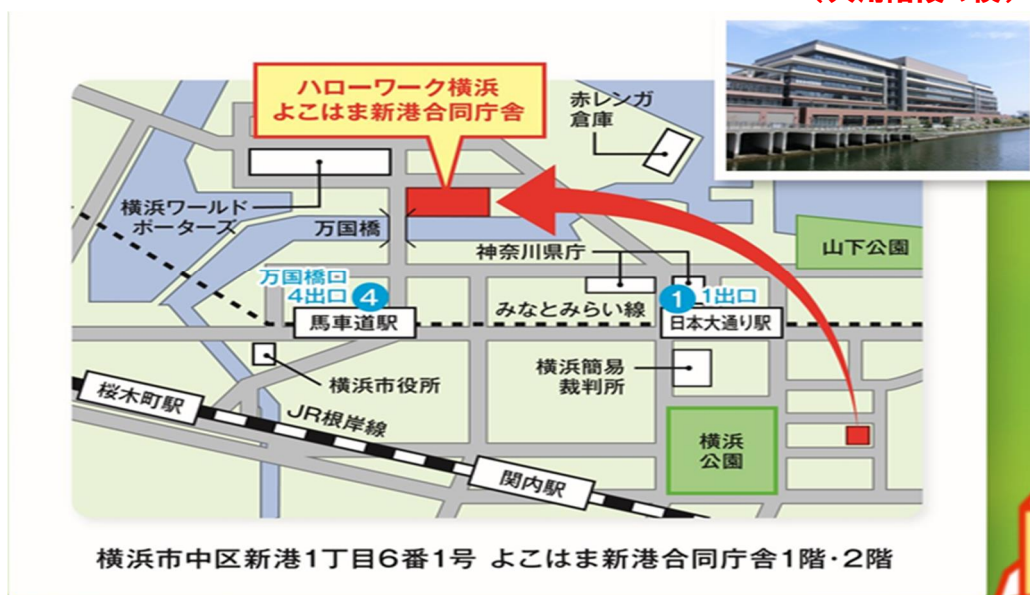 ハローワーク横浜
よこはま新港合同庁舎
赤レンガ
倉庫
横浜ワールド
ポーターズ
万国橋
神奈川県庁
山下公園
万国橋口
4出口
4
1
1出口
馬車道駅
みなとみらい線
日本大通り駅
横浜市役所
横浜簡易
裁判所
桜木町駅
JR根岸線
関内駅
横浜
公園
横浜市中区新港1丁目6番1号 よこはま新港合同庁舎1階・2階